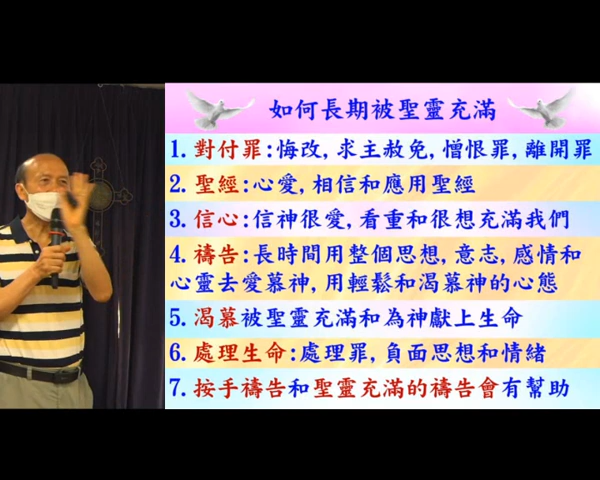 如何長期被聖靈充滿
1. 對付罪:悔改, 求主赦免, 憎恨罪, 離開罪
2. 聖經:心愛, 相信和應用聖經
3. 信心:信神很愛, 看重和很想充滿我們
4. 禱告:長時間用整個思想, 意志, 感情和
心靈去愛慕神, 用輕鬆和渴慕神的心態
5. 渴慕被聖靈充滿和為神獻上生命
6. 處理生命:處理罪, 負面思想和情緒
7. 按手禱告和聖靈充滿的禱告會有幫助